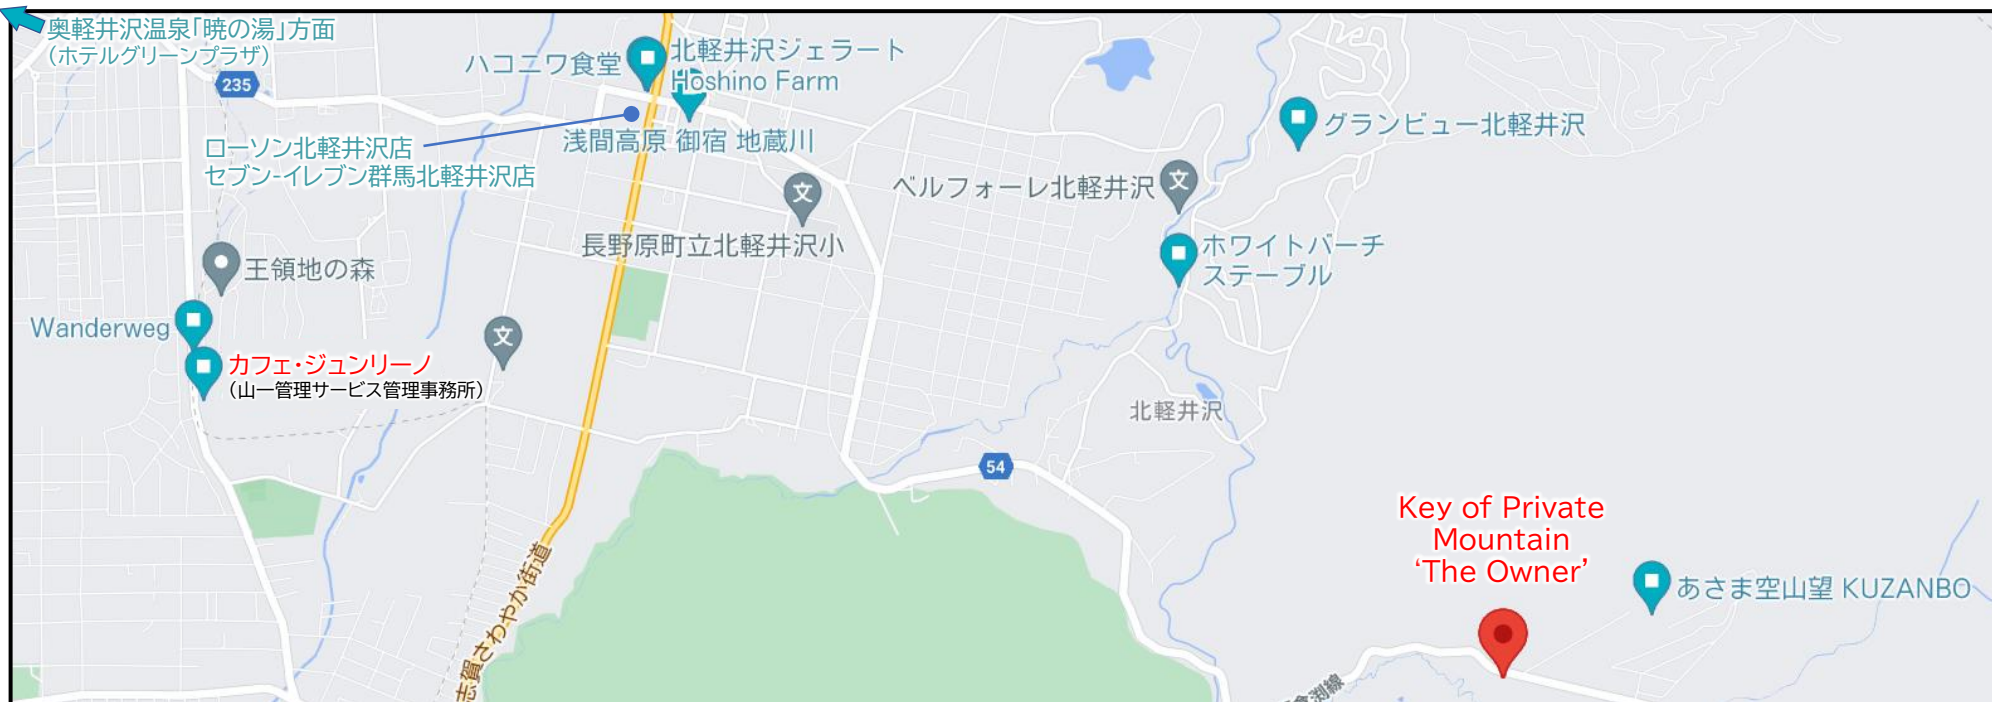 奥軽井沢温泉「暁の湯」方面
（ホテルグリーンプラザ）
235
ハコニワ食堂
北軽井沢ジェラート
Hoshino Farm
ローソン北軽井沢店
セブン-イレブン群馬北軽井沢店
浅間高原 御宿 地蔵川
グランビュー北軽井沢
ベルフォーレ北軽井沢
文
文
長野原町立北軽井沢小
ホワイトバーチ
ステーブル
王領地の森
Wanderweg
文
カフェ・ジュンリーノ
（山一管理サービス管理事務所）
北軽井沢
54
Key of Private
Mountain
‘The Owner’
あさま空山望 KUZANBO
志賀さわやか街道
渕線